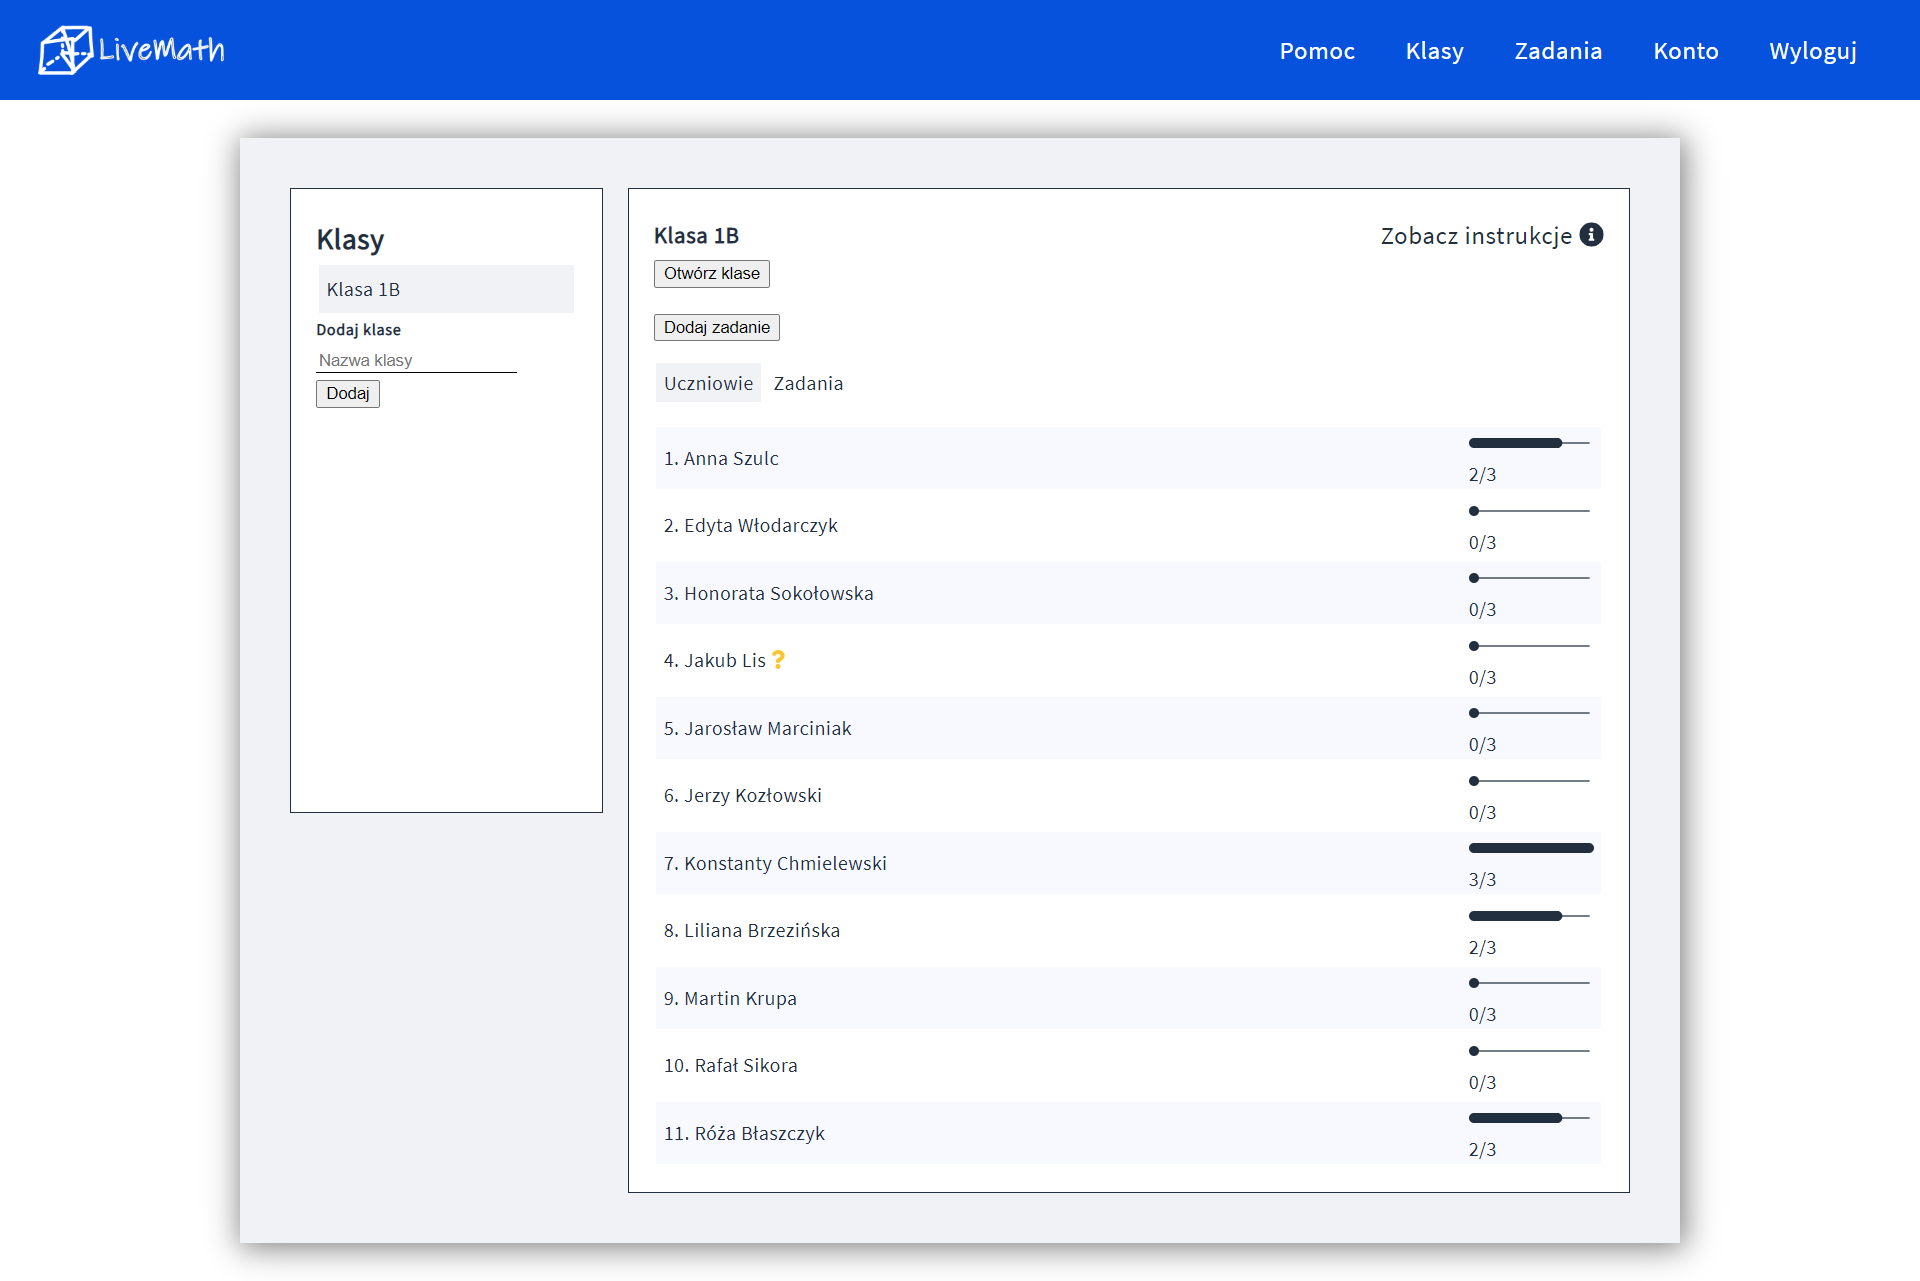 LiveMath
Pomoc Klasy Zadania Konto Wyloguj
Klasy
Klasa 1B
Dodaj klase
Nazwa klasy
Dodaj
Klasa 1B
Zobacz instrukcje
Otwórz klase
Dodaj zadanie
Uczniowie Zadania
1. Anna Szulc
2/3
2. Edyta Włodarczyk
0/3
3. Honorata Sokołowska
0/3
4. Jakub Lis ?
0/3
5. Jarosław Marciniak
0/3
6. Jerzy Kozłowski
0/3
7. Konstanty Chmielewski
3/3
8. Liliana Brzezińska
2/3
9. Martin Krupa
0/3
10. Rafał Sikora
0/3
11. Róża Błaszczyk
2/3